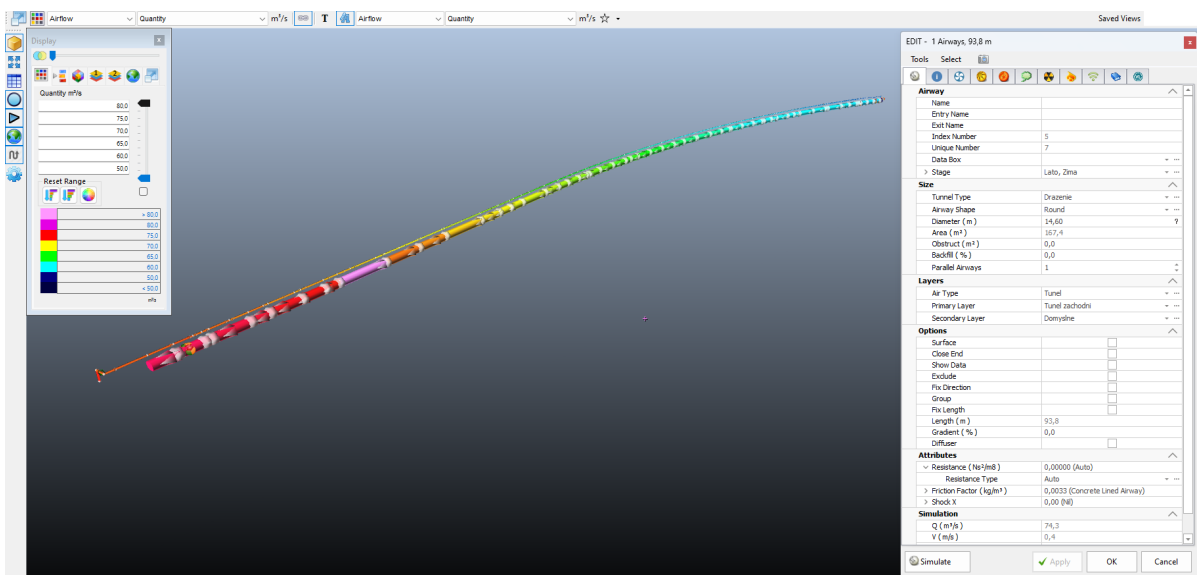 Airflow Quantity m³/s T Airflow Quantity m³/s Saved Views
Display x
Quantity m³/s
80.0
75.0
70.0
65.0
60.0
50.0
Reset Range
> 80.0
80.0
75.0
70.0
65.0
60.0
50.0
< 50.0
m³/s
EDIT - 1 Airways, 93,8 m x
Tools Select
Airway
Name
Entry Name
Exit Name
Index Number 5
Unique Number 7
Data Box
> Stage Lato, Zima
Size
Tunnel Type Drazenie
Airway Shape Round
Diameter ( m ) 14,60 ?
Area ( m² ) 167,4
Obstruct ( m² ) 0,0
Backfill ( % ) 0,0
Parallel Airways 1
Layers
Air Type Tunel
Primary Layer Tunel zachodni
Secondary Layer Domyslne
Options
Surface
Close End
Show Data
Exclude
Fix Direction
Group
Fix Length
Length ( m ) 93,8
Gradient ( % ) 0,0
Diffuser
Attributes
Resistance ( Ns²/m8 ) 0,00000 (Auto)
Resistance Type Auto
> Friction Factor ( kg/m³ ) 0,0033 (Concrete Lined Airway)
> Shock X 0,00 (Nil)
Simulation
Q ( m³/s ) 74,3
V ( m/s ) 0,4
Simulate Apply OK Cancel